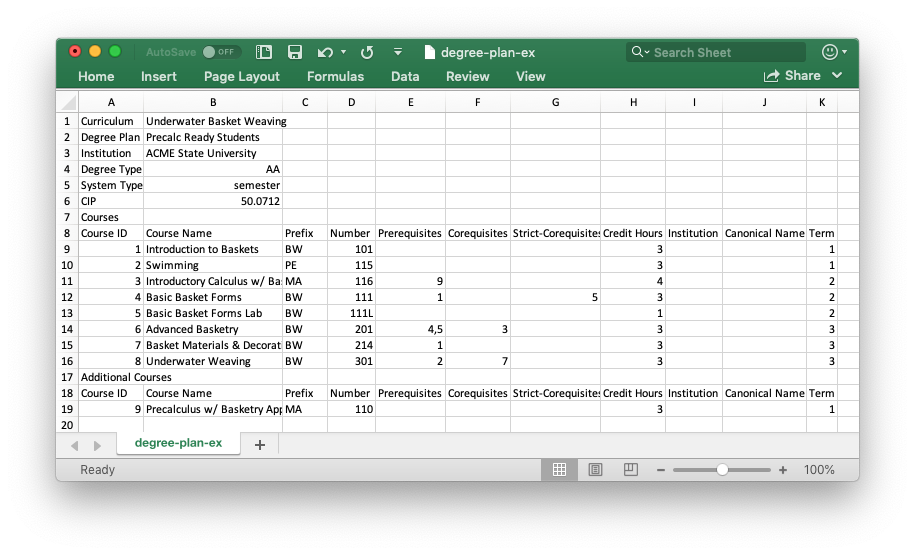 AutoSave OFF degree-plan-ex Search Sheet
Home Insert Page Layout Formulas Data Review View Share
A B C D E F G H I J K
1 Curriculum Underwater Basket Weaving
2 Degree Plan Precalc Ready Students
3 Institution ACME State University
4 Degree Type AA
5 System Type semester
6 CIP 50.0712
7 Courses
8 Course ID Course Name Prefix Number Prerequisites Corequisites Strict-Corequisites Credit Hours Institution Canonical Name Term
9 1 Introduction to Baskets BW 101 3 1
10 2 Swimming PE 115 3 1
11 3 Introductory Calculus w/ Ba MA 116 9 4 2
12 4 Basic Basket Forms BW 111 1 5 3 2
13 5 Basic Basket Forms Lab BW 111L 1 2
14 6 Advanced Basketry BW 201 4,5 3 3 3
15 7 Basket Materials & Decorat BW 214 1 3 3
16 8 Underwater Weaving BW 301 2 7 3 3
17 Additional Courses
18 Course ID Course Name Prefix Number Prerequisites Corequisites Strict-Corequisites Credit Hours Institution Canonical Name Term
19 9 Precalculus w/ Basketry App MA 110 3 1
20
degree-plan-ex +
Ready 100%